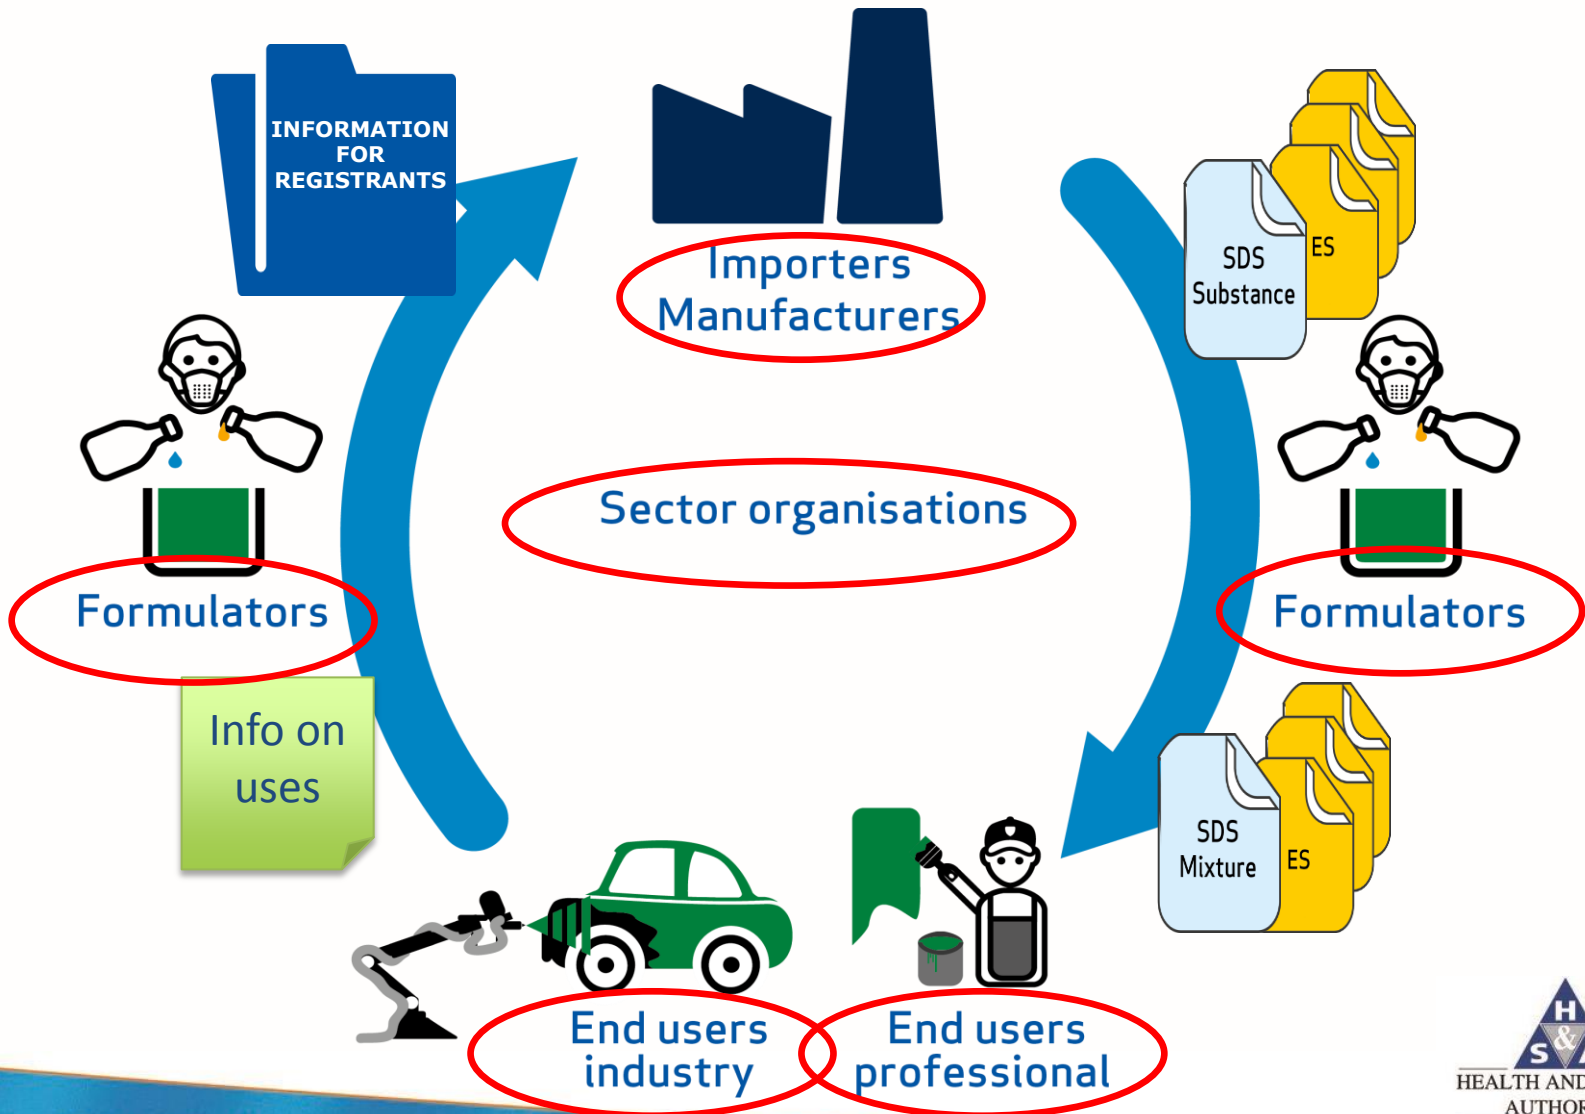 INFORMATION
FOR
REGISTRANTS
Importers
Manufacturers
SDS
Substance
ES
Sector organisations
Formulators
Formulators
Info on
uses
SDS
Mixture
ES
End users
industry
End users
professional
H
&
S
HEALTH AND